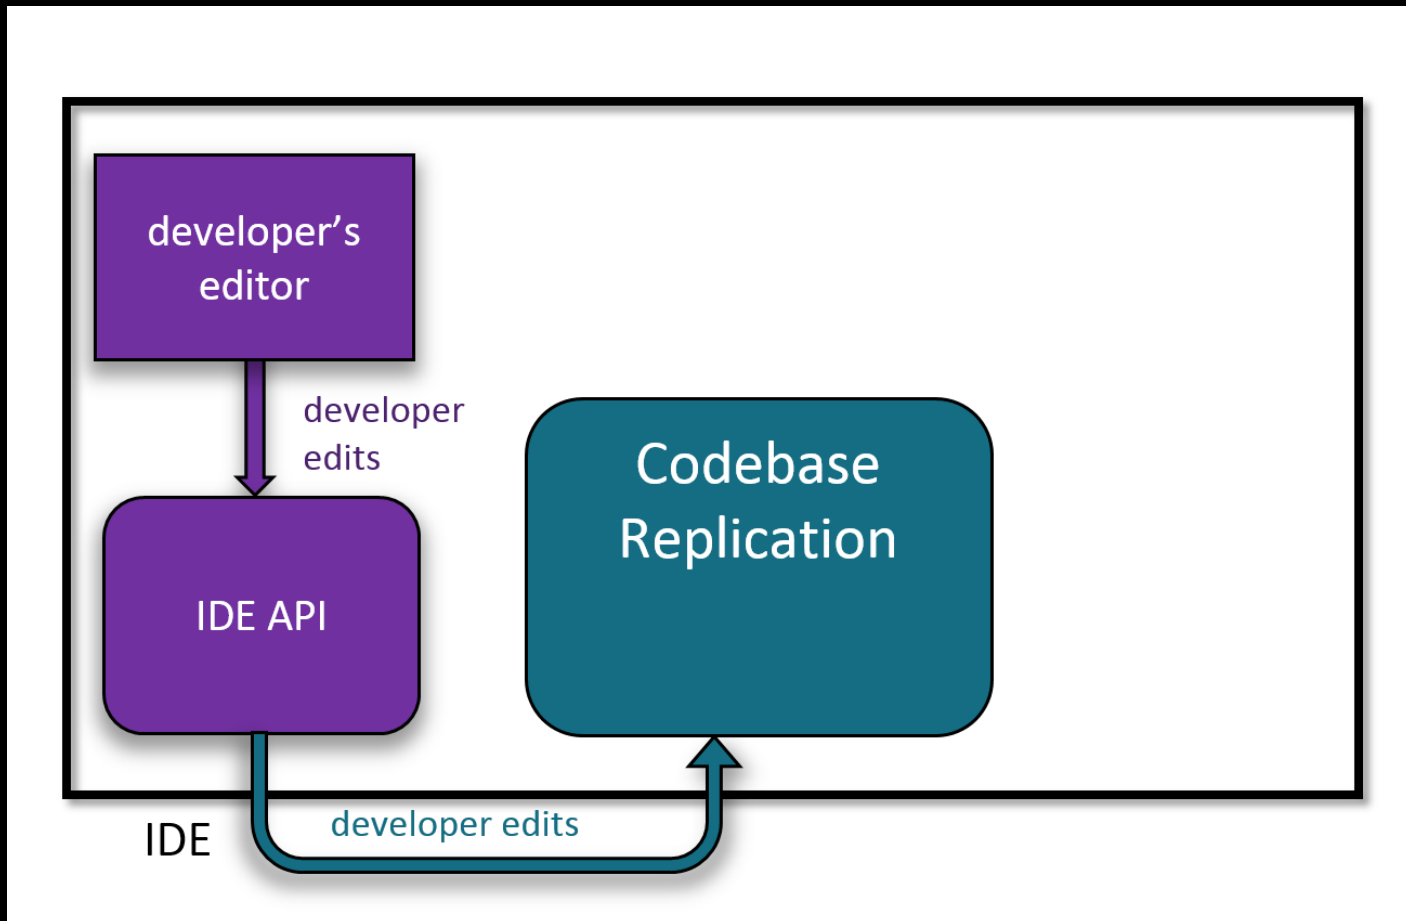 developer’s
editor
developer
edits
Codebase
Replication
IDE API
developer edits
IDE